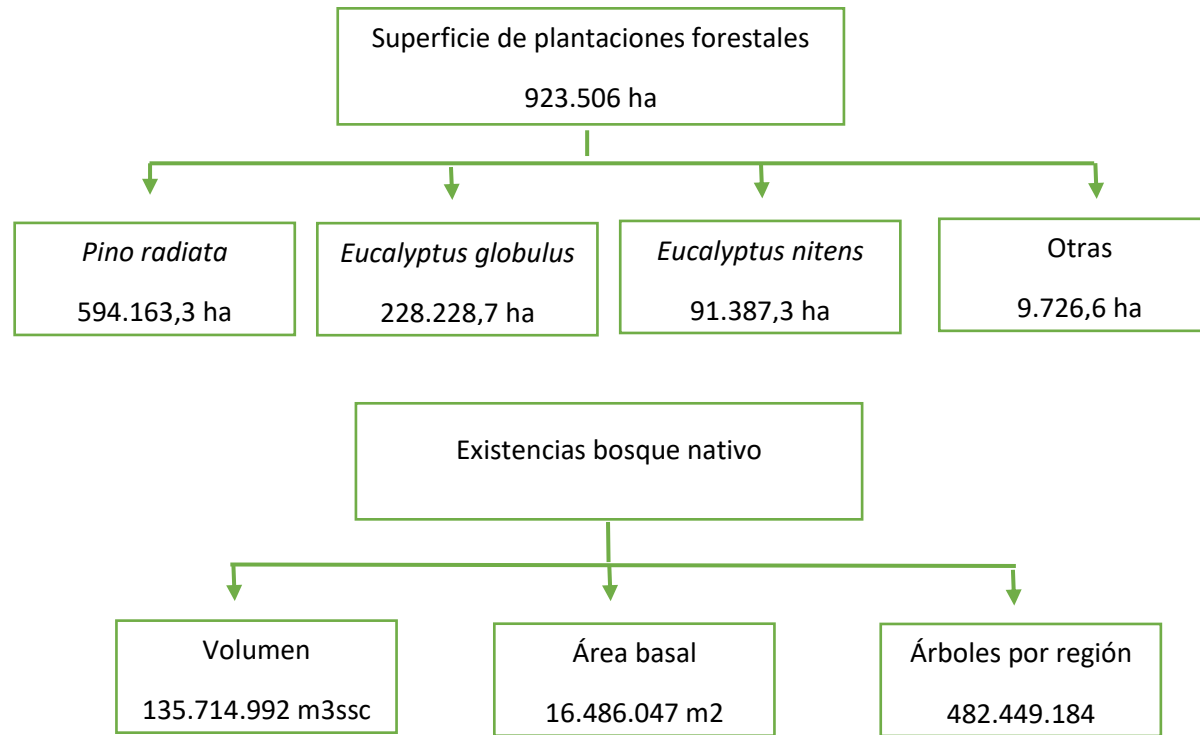 Superficie de plantaciones forestales
923.506 ha
Pino radiata
594.163,3 ha
Eucalyptus globulus
228.228,7 ha
Eucalyptus nitens
91.387,3 ha
Otras
9.726,6 ha
Existencias bosque nativo
Volumen
135.714.992 m3ssc
Área basal
16.486.047 m2
Árboles por región
482.449.184